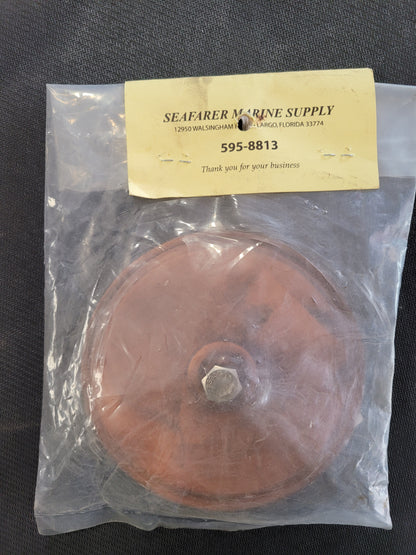 SEAFARER MARINE SUPPLY
12950 WALSINGHAM - LARGO, FLORIDA 33774
595-8813
Thank you for your business